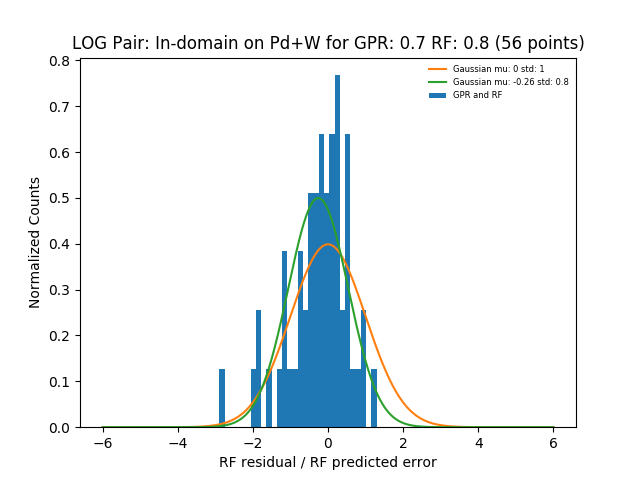 LOG Pair: In-domain on Pd+W for GPR: 0.7 RF: 0.8 (56 points)
Gaussian mu: 0 std: 1
Gaussian mu: -0.26 std: 0.8
GPR and RF
Normalized Counts
0.8
0.7
0.6
0.5
0.4
0.3
0.2
0.1
0.0
−6
−4
−2
0
2
4
6
RF residual / RF predicted error